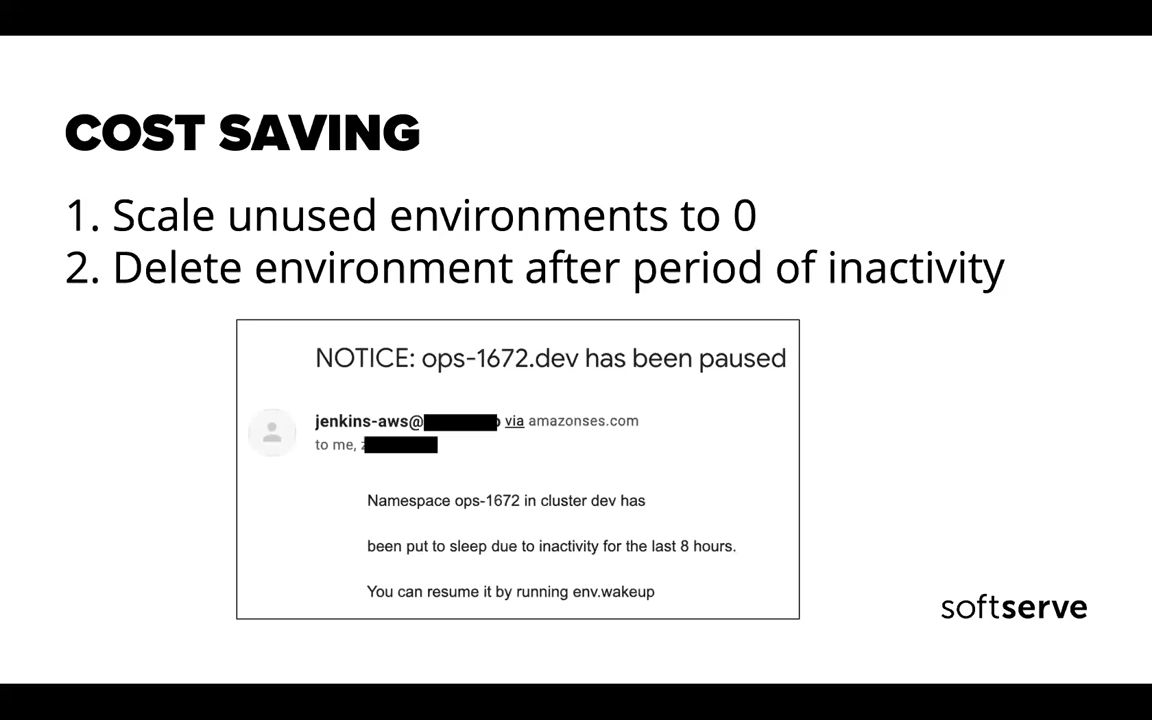 COST SAVING
1. Scale unused environments to 0
2. Delete environment after period of inactivity
NOTICE: ops-1672.dev has been paused
jenkins-aws@ via amazonses.com
to me,
Namespace ops-1672 in cluster dev has
been put to sleep due to inactivity for the last 8 hours.
You can resume it by running env.wakeup
softserve